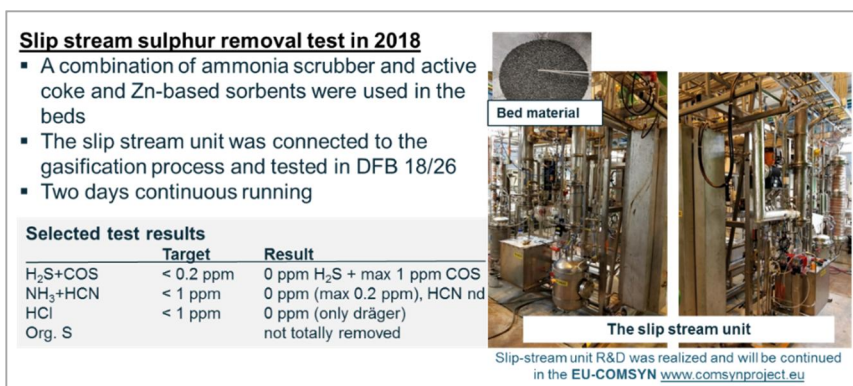 Slip stream sulphur removal test in 2018
▪ A combination of ammonia scrubber and active
coke and Zn-based sorbents were used in the
beds
▪ The slip stream unit was connected to the
gasification process and tested in DFB 18/26
▪ Two days continuous running
Selected test results
Target Result
H₂S+COS < 0.2 ppm 0 ppm H₂S + max 1 ppm COS
NH₃+HCN < 1 ppm 0 ppm (max 0.2 ppm), HCN nd
HCl < 1 ppm 0 ppm (only dräger)
Org. S not totally removed
Bed material
The slip stream unit
Slip-stream unit R&D was realized and will be continued
in the EU-COMSYN www.comsynproject.eu